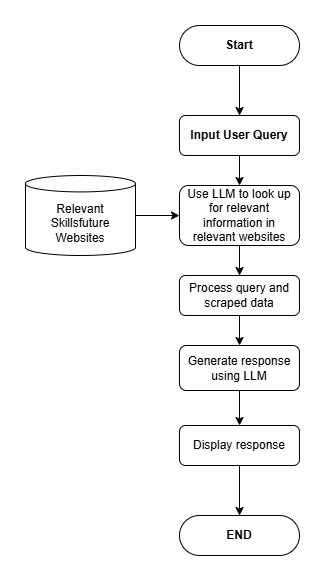 Start
Input User Query
Relevant
Skillsfuture
Websites
Use LLM to look up
for relevant
information in
relevant websites
Process query and
scraped data
Generate response
using LLM
Display response
END